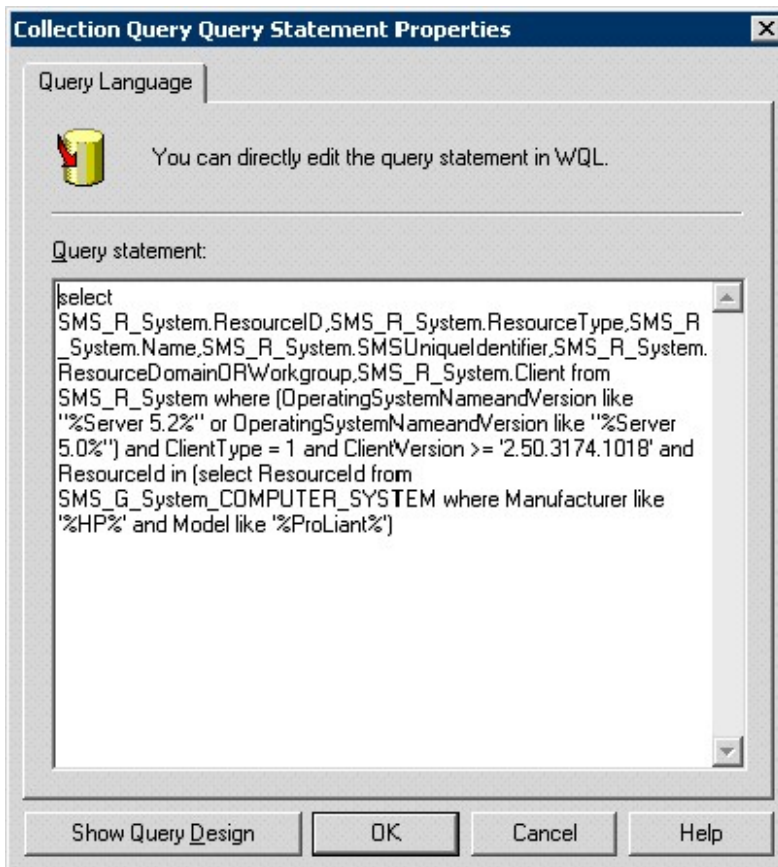 Collection Query Query Statement Properties
Query Language
You can directly edit the query statement in WQL.
Query statement:
select
SMS_R_System.ResourceID,SMS_R_System.ResourceType,SMS_R
_System.Name,SMS_R_System.SMSUniqueIdentifier,SMS_R_System.
ResourceDomainORWorkgroup,SMS_R_System.Client from
SMS_R_System where (OperatingSystemNameandVersion like
"%Server 5.2%" or OperatingSystemNameandVersion like "%Server
5.0%") and ClientType = 1 and ClientVersion >= '2.50.3174.1018' and
ResourceId in (select ResourceId from
SMS_G_System_COMPUTER_SYSTEM where Manufacturer like
'%HP%' and Model like '%ProLiant%')
Show Query Design
OK
Cancel
Help